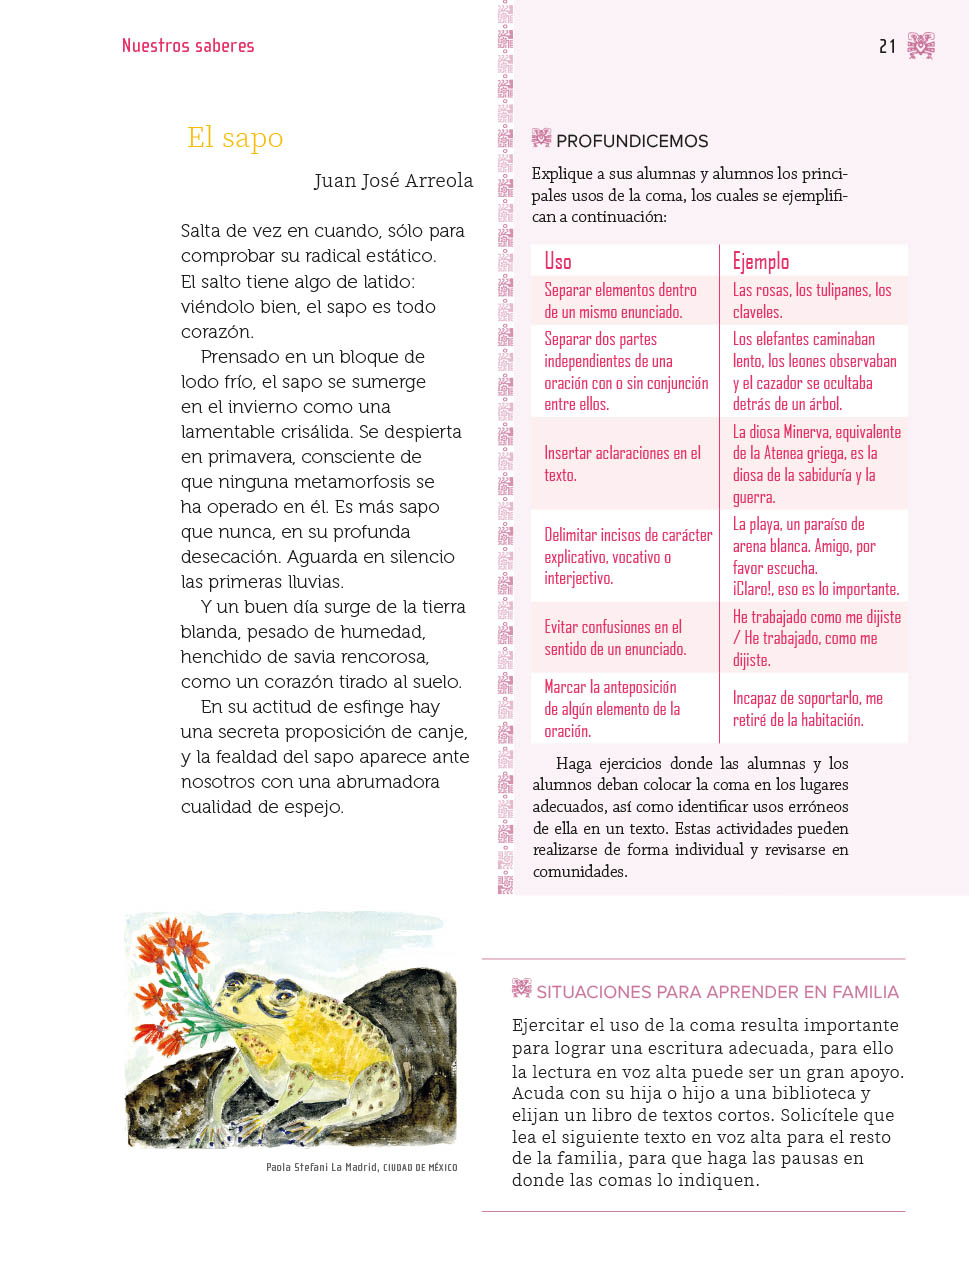 Nuestros saberes
21
El sapo
Juan José Arreola
Salta de vez en cuando, sólo para
comprobar su radical estático.
El salto tiene algo de latido:
viéndolo bien, el sapo es todo
corazón.
Prensado en un bloque de
lodo frío, el sapo se sumerge
en el invierno como una
lamentable crisálida. Se despierta
en primavera, consciente de
que ninguna metamorfosis se
ha operado en él. Es más sapo
que nunca, en su profunda
desecación. Aguarda en silencio
las primeras lluvias.
Y un buen día surge de la tierra
blanda, pesado de humedad,
henchido de savia rencorosa,
como un corazón tirado al suelo.
En su actitud de esfinge hay
una secreta proposición de canje,
y la fealdad del sapo aparece ante
nosotros con una abrumadora
cualidad de espejo.
Paola Stefani La Madrid, CIUDAD DE MÉXICO
PROFUNDICEMOS
Explique a sus alumnas y alumnos los princi-
pales usos de la coma, los cuales se ejemplifi-
can a continuación:
Uso
Ejemplo
Separar elementos dentro
de un mismo enunciado.
Las rosas, los tulipanes, los
claveles.
Separar dos partes
independientes de una
oración con o sin conjunción
entre ellos.
Los elefantes caminaban
lento, los leones observaban
y el cazador se ocultaba
detrás de un árbol.
Insertar aclaraciones en el
texto.
La diosa Minerva, equivalente
de la Atenea griega, es la
diosa de la sabiduría y la
guerra.
Delimitar incisos de carácter
explicativo, vocativo o
interjectivo.
La playa, un paraíso de
arena blanca. Amigo, por
favor escucha.
¡Claro!, eso es lo importante.
Evitar confusiones en el
sentido de un enunciado.
He trabajado como me dijiste
/ He trabajado, como me
dijiste.
Marcar la anteposición
de algún elemento de la
oración.
Incapaz de soportarlo, me
retiré de la habitación.
Haga ejercicios donde las alumnas y los
alumnos deban colocar la coma en los lugares
adecuados, así como identificar usos erróneos
de ella en un texto. Estas actividades pueden
realizarse de forma individual y revisarse en
comunidades.
SITUACIONES PARA APRENDER EN FAMILIA
Ejercitar el uso de la coma resulta importante
para lograr una escritura adecuada, para ello
la lectura en voz alta puede ser un gran apoyo.
Acuda con su hija o hijo a una biblioteca y
elijan un libro de textos cortos. Solicítele que
lea el siguiente texto en voz alta para el resto
de la familia, para que haga las pausas en
donde las comas lo indiquen.